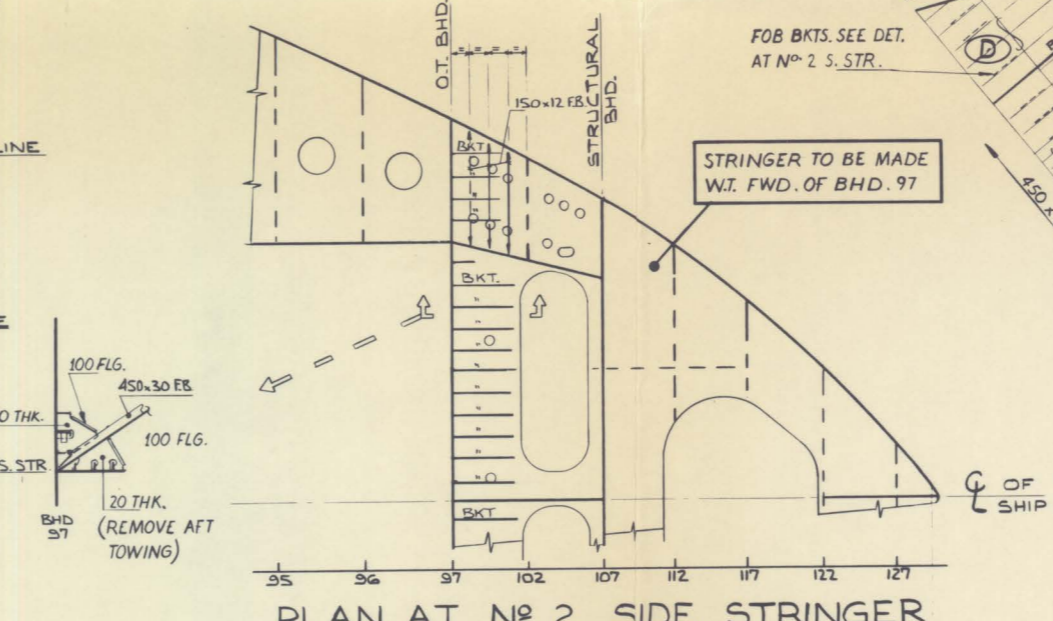 O.T. BHD.
STRUCTURAL
BHD.
= = = =
150x12 F.B.
FOB BKTS. SEE DET.
AT Nº 2 S. STR.
D
450 x
LINE
STRINGER TO BE MADE
W.T. FWD. OF BHD. 97
BKT
BKT.
100 FLG.
450x30 F.B.
THK.
100 FLG.
S. STR.
20 THK.
(REMOVE AFT
TOWING)
BHD
97
BKT
℄ OF
SHIP
95 96 97 102 107 112 117 122 127
PLAN AT Nº 2 SIDE STRINGER